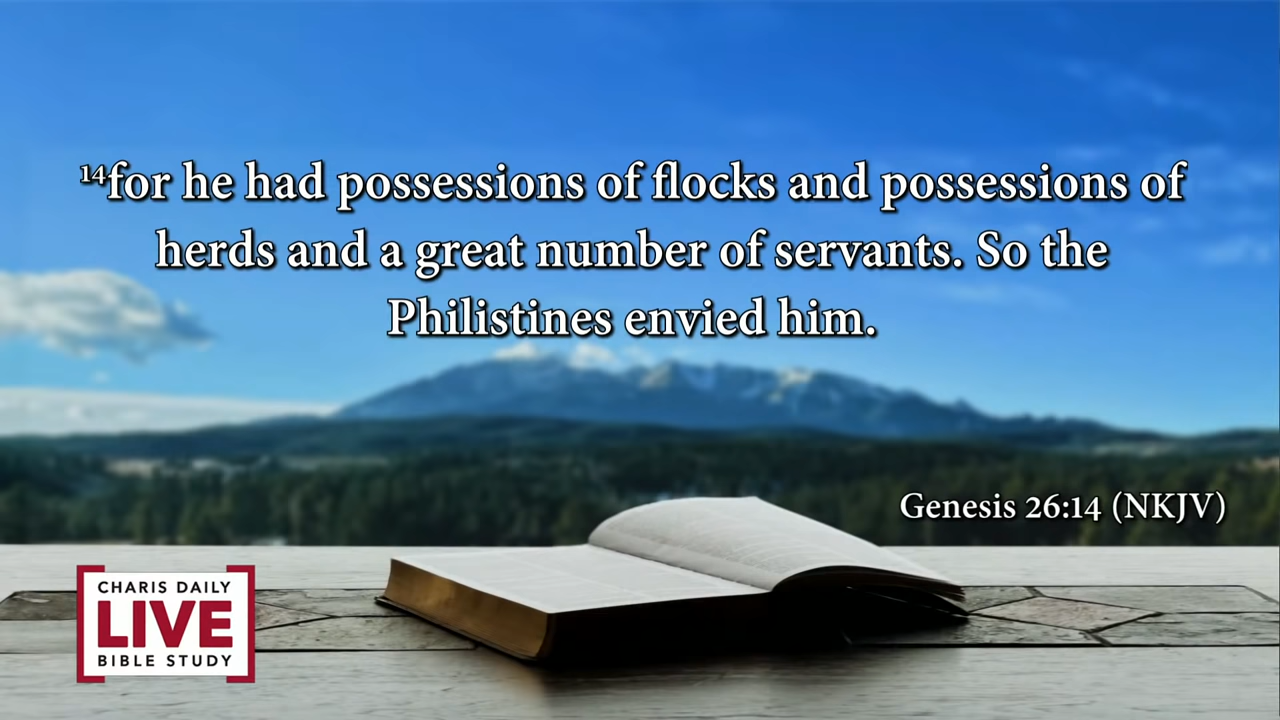 ¹⁴for he had possessions of flocks and possessions of
herds and a great number of servants. So the
Philistines envied him.
Genesis 26:14 (NKJV)
CHARIS DAILY
LIVE
BIBLE STUDY